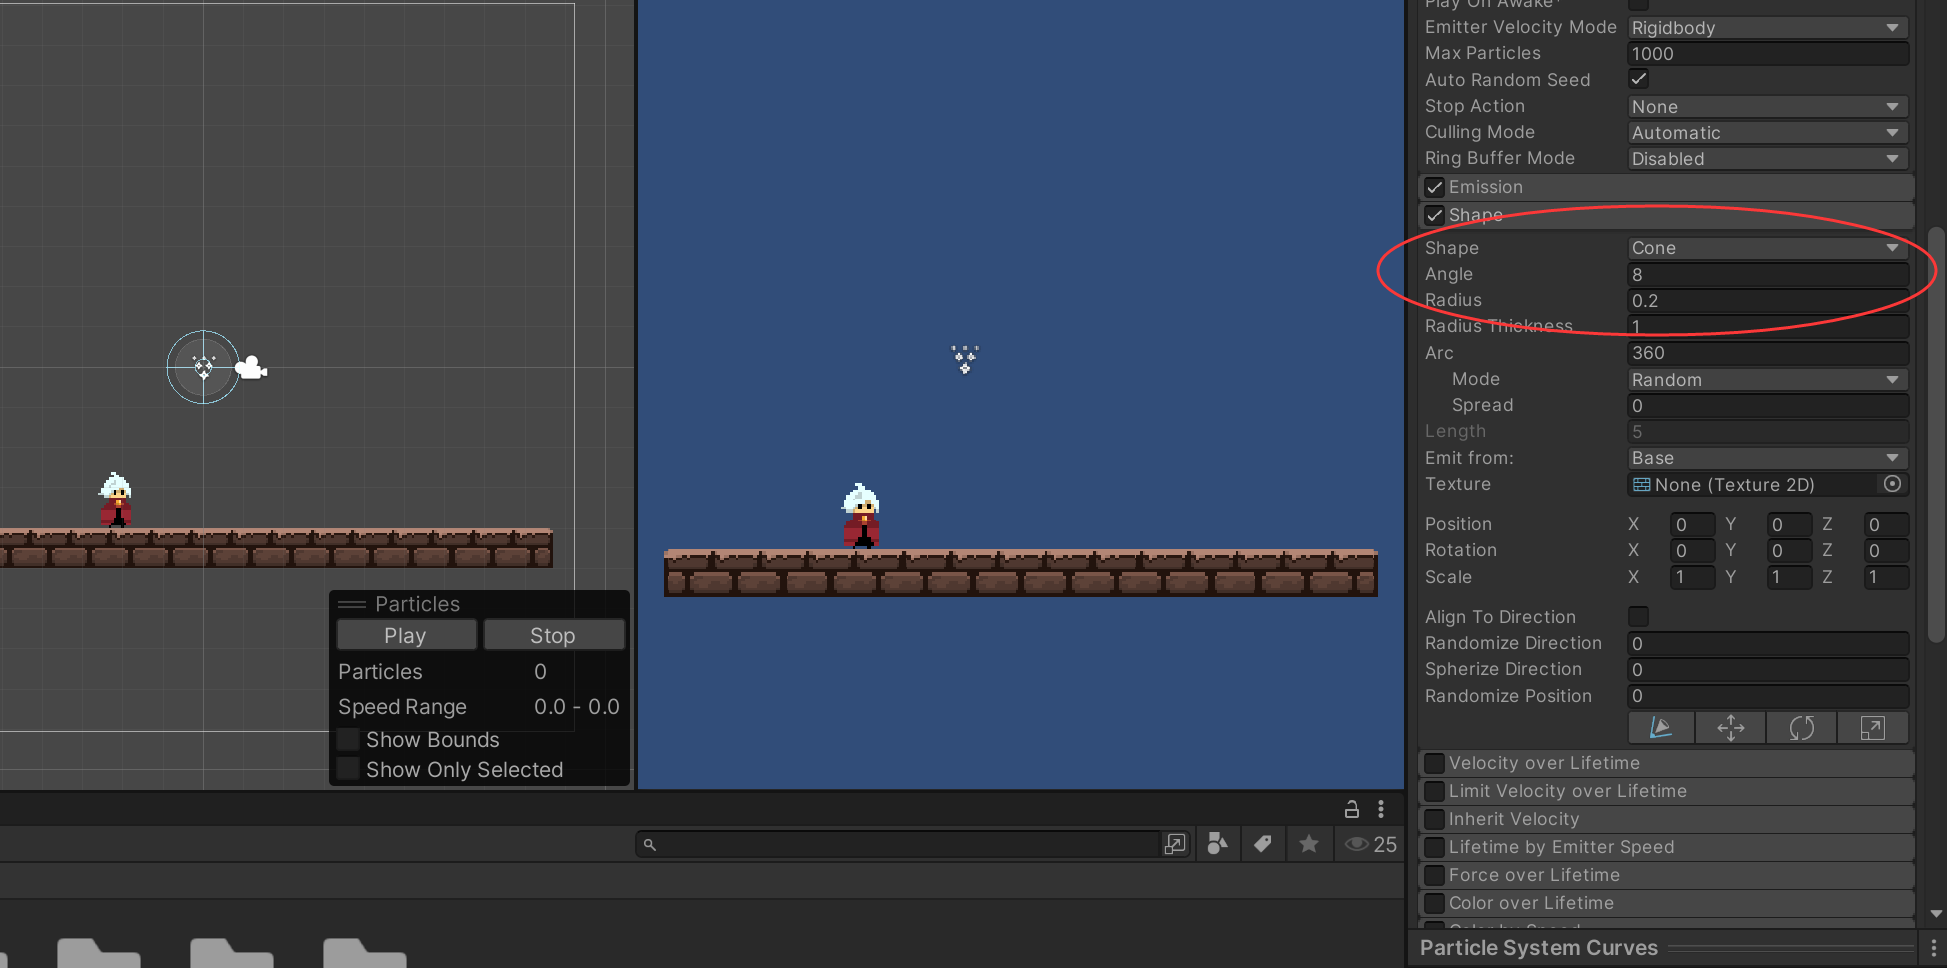 Play On Awake*
Emitter Velocity Mode Rigidbody
Max Particles 1000
Auto Random Seed
Stop Action None
Culling Mode Automatic
Ring Buffer Mode Disabled
Emission
Shape
Shape Cone
Angle 8
Radius 0.2
Radius Thickness 1
Arc 360
Mode Random
Spread 0
Length 5
Emit from: Base
Texture None (Texture 2D)
Position X 0 Y 0 Z 0
Rotation X 0 Y 0 Z 0
Scale X 1 Y 1 Z 1
Align To Direction
Randomize Direction 0
Spherize Direction 0
Randomize Position 0
Velocity over Lifetime
Limit Velocity over Lifetime
Inherit Velocity
Lifetime by Emitter Speed
Force over Lifetime
Color over Lifetime
Color by Speed
Particle System Curves
Particles
Play Stop
Particles 0
Speed Range 0.0 - 0.0
Show Bounds
Show Only Selected
25